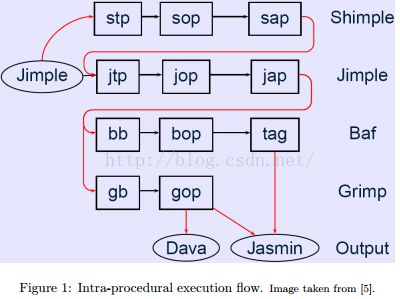 stp sop sap Shimple
Jimple jtp jop jap Jimple
bb bop tag Baf
http://blog.csdn.net/
gb gop Grimp
Dava Jasmin Output
Figure 1: Intra-procedural execution flow. Image taken from [5].